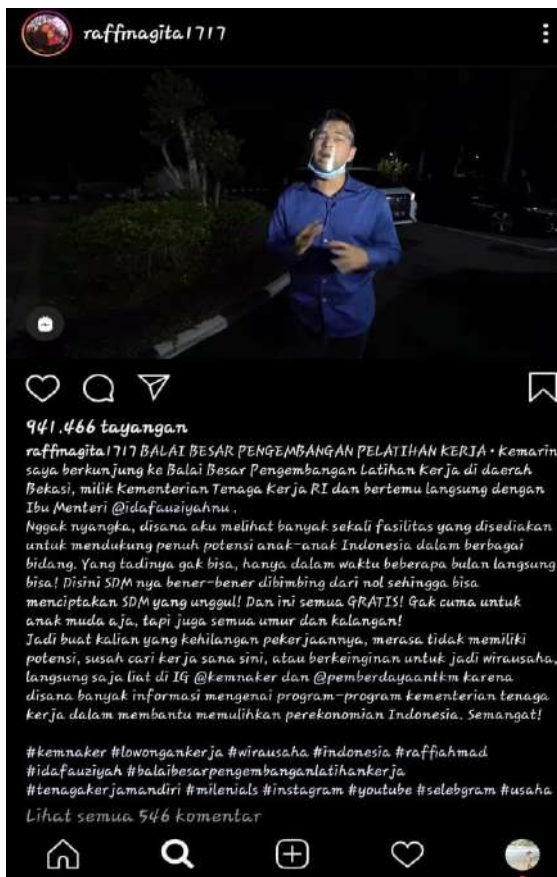 raffinagita1717
941.466 tayangan
raffinagita1717 BALAI BESAR PENGEMBANGAN PELATIHAN KERJA • Kemarin
saya berkunjung ke Balai Besar Pengembangan Latihan Kerja di daerah
Bekasi, milik Kementerian Tenaga Kerja RI dan bertemu langsung dengan
Ibu Menteri @idafauziyahnu .
Nggak nyangka, disana aku melihat banyak sekali fasilitas yang disediakan
untuk mendukung penuh potensi anak-anak Indonesia dalam berbagai
bidang. Yang tadinya gak bisa, hanya dalam waktu beberapa bulan langsung
bisa! Disini SDM nya bener-bener dibimbing dari nol sehingga bisa
menciptakan SDM yang unggul! Dan ini semua GRATIS! Gak cuma untuk
anak muda aja, tapi juga semua umur dan kalangan!
Jadi buat kalian yang kehilangan pekerjaannya, merasa tidak memiliki
potensi, susah cari kerja sana sini, atau berkeinginan untuk jadi wirausaha,
langsung saja liat di IG @kemnaker dan @pemberdayaantkm karena
disana banyak informasi mengenai program-program kementerian tenaga
kerja dalam membantu memulihkan perekonomian Indonesia. Semangat!
#kemnaker #lowongankerja #wirausaha #indonesia #raffiahmad
#idafauziyah #balaibesarpengembanganlatihankerja
#tenagakerjamandiri #milenials #instagram #youtube #selebgram #usaha
Lihat semua 546 komentar